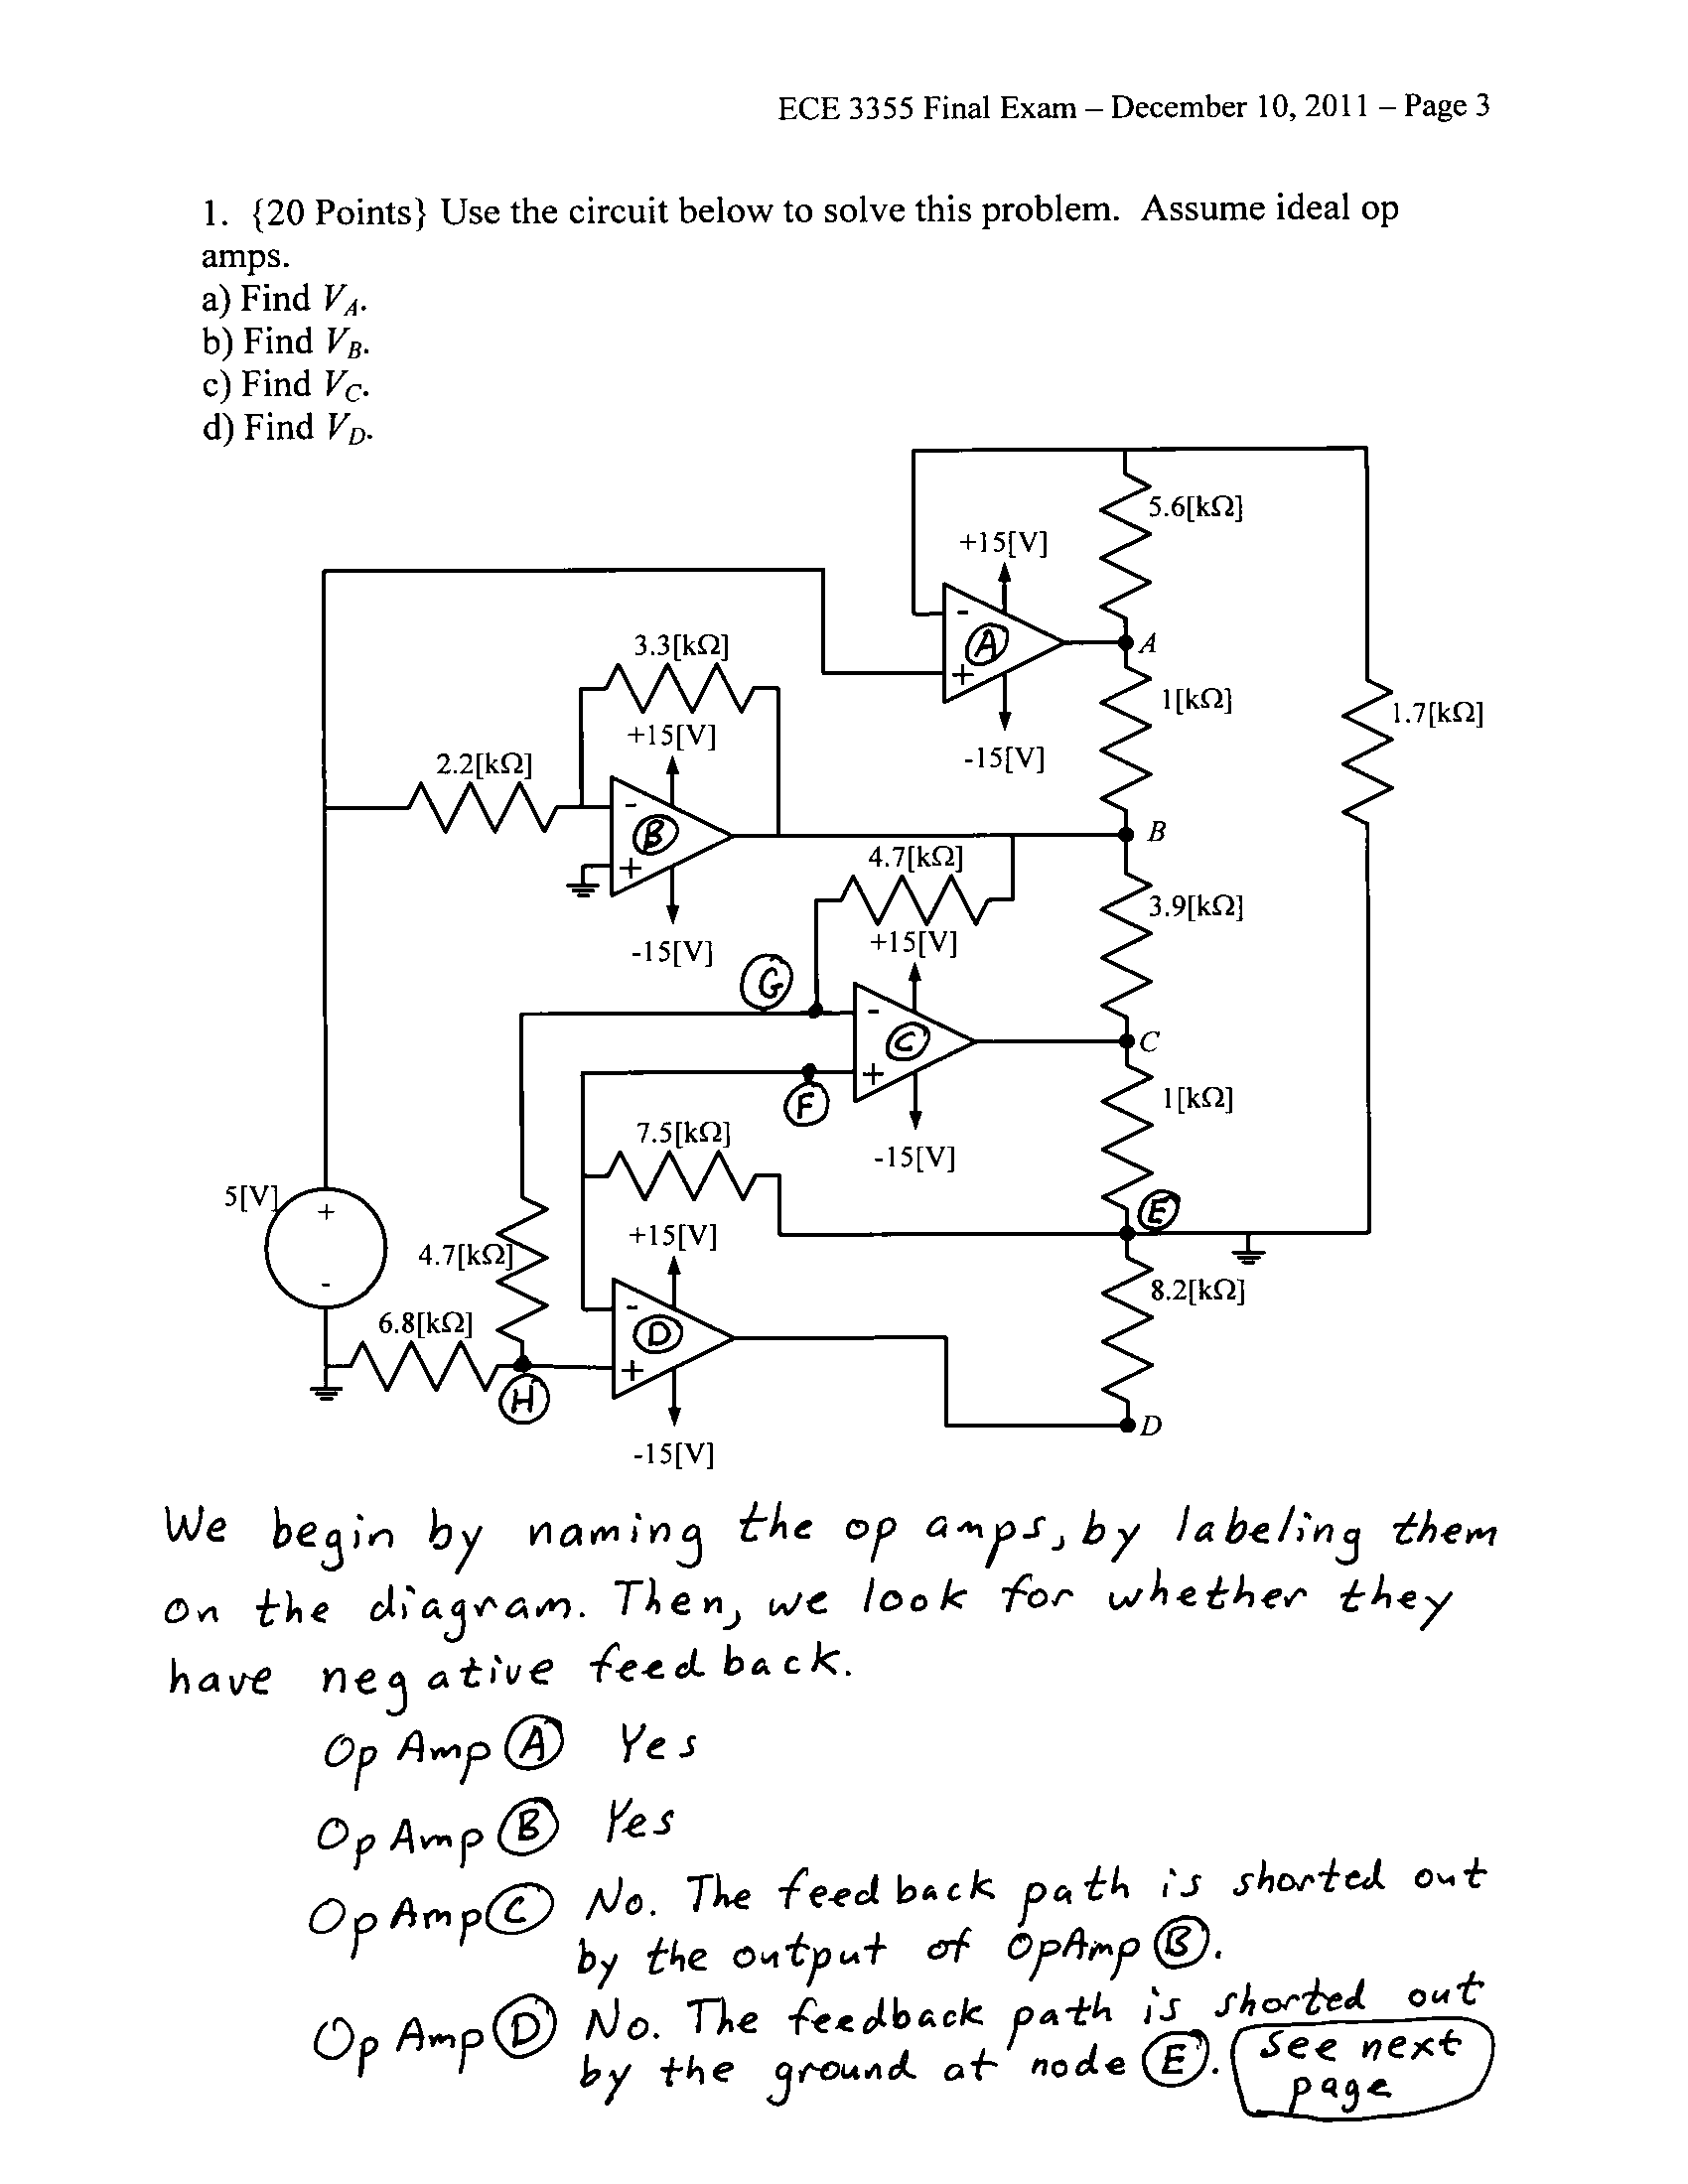 ECE 3355 Final Exam – December 10, 2011 – Page 3
1. {20 Points} Use the circuit below to solve this problem. Assume ideal op
amps.
a) Find V_A.
b) Find V_B.
c) Find V_C.
d) Find V_D.
5.6[kΩ]
+15[V]
-
A
+
A
3.3[kΩ]
1[kΩ]
1.7[kΩ]
+15[V]
-15[V]
2.2[kΩ]
-
B
+
B
4.7[kΩ]
3.9[kΩ]
+15[V]
-15[V]
G
-
C
+
C
F
1[kΩ]
7.5[kΩ]
-15[V]
5[V]
+
-
E
+15[V]
4.7[kΩ]
8.2[kΩ]
6.8[kΩ]
-
D
+
H
D
-15[V]
We begin by naming the op amps, by labeling them
on the diagram. Then, we look for whether they
have negative feedback.
Op Amp A Yes
Op Amp B Yes
Op Amp C No. The feedback path is shorted out
by the output of OpAmp B.
Op Amp D No. The feedback path is shorted out
by the ground at node E.
See next
page